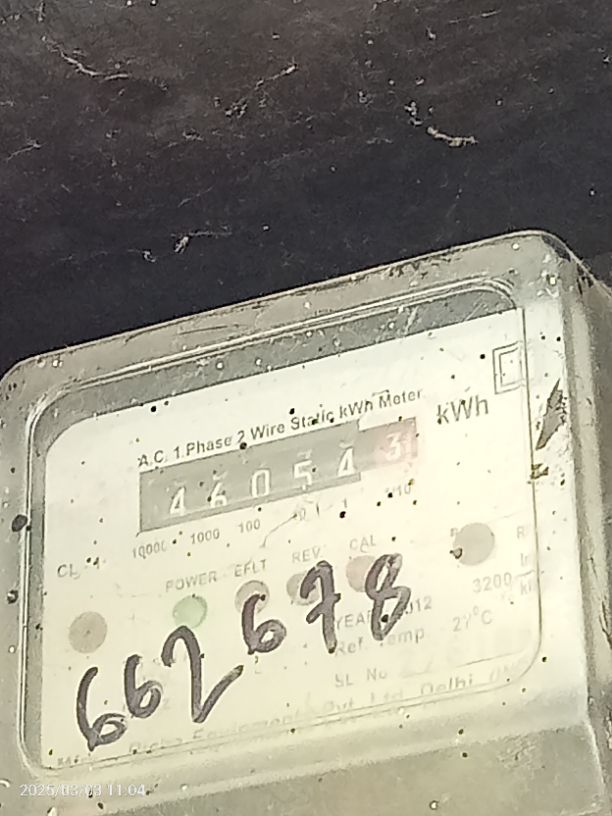 A.C. 1 Phase 2 Wire Static kWh Meter
kWh
4 6 0 5 4 3
10000 1000 100 10 1 1/10
CL
POWER EFLT REV CAL
3200
YEAR 2012
27°C
Ref. Temp
SL No
662678
Equipments Pvt. Ltd. Delhi
2025/03/03 11:04